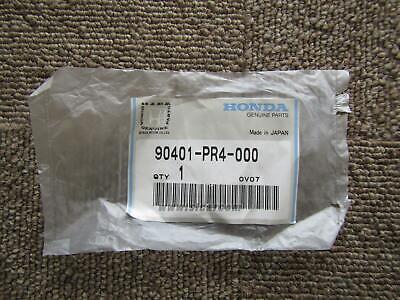 HONDA
GENUINE PARTS
Made in JAPAN
90401-PR4-000
QTY 1 0V07